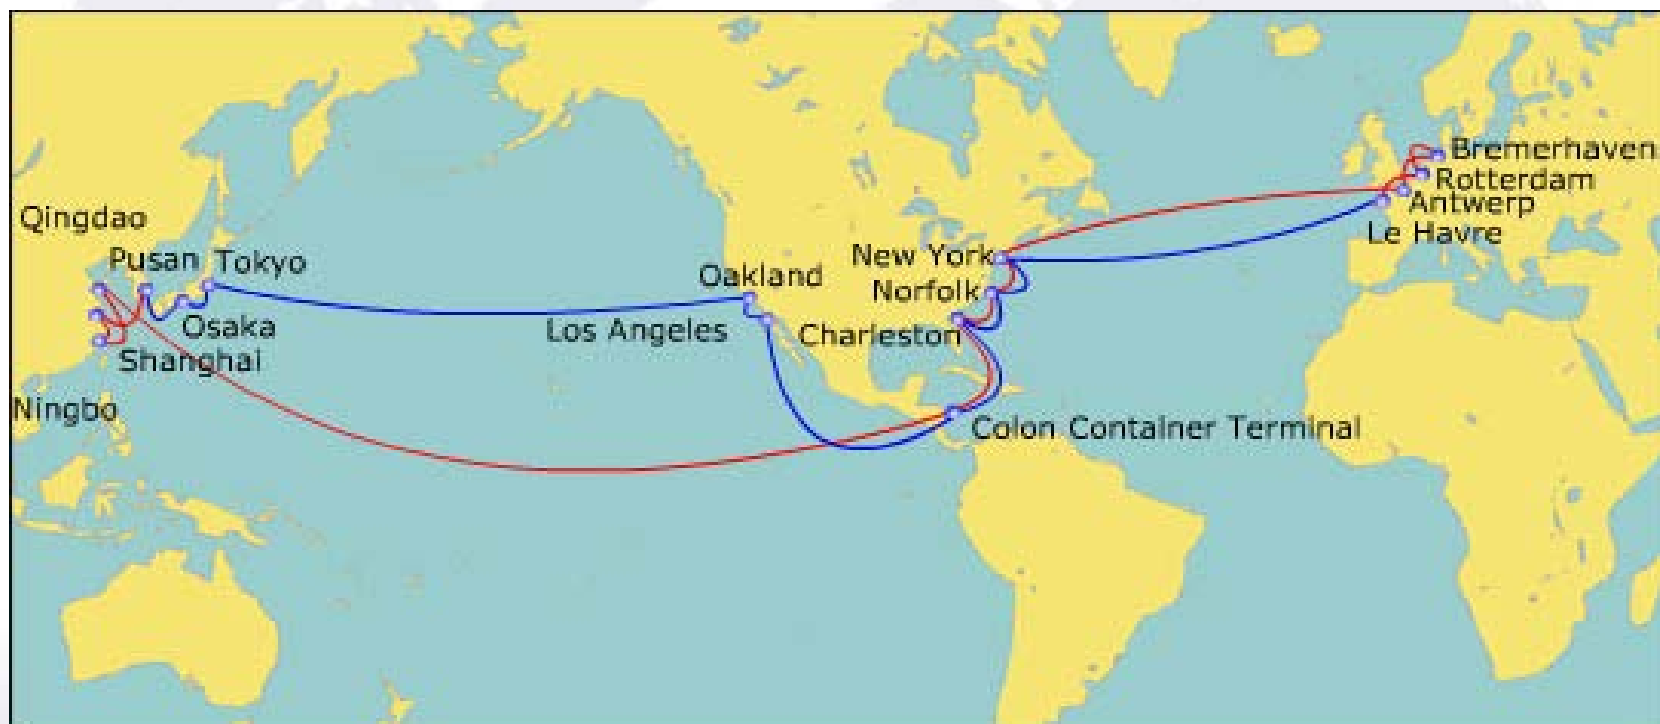 Bremerhaven
Rotterdam
Antwerp
Le Havre
Qingdao
Pusan
Tokyo
New York
Oakland
Norfolk
Osaka
Los Angeles
Charleston
Shanghai
Ningbo
Colon Container Terminal